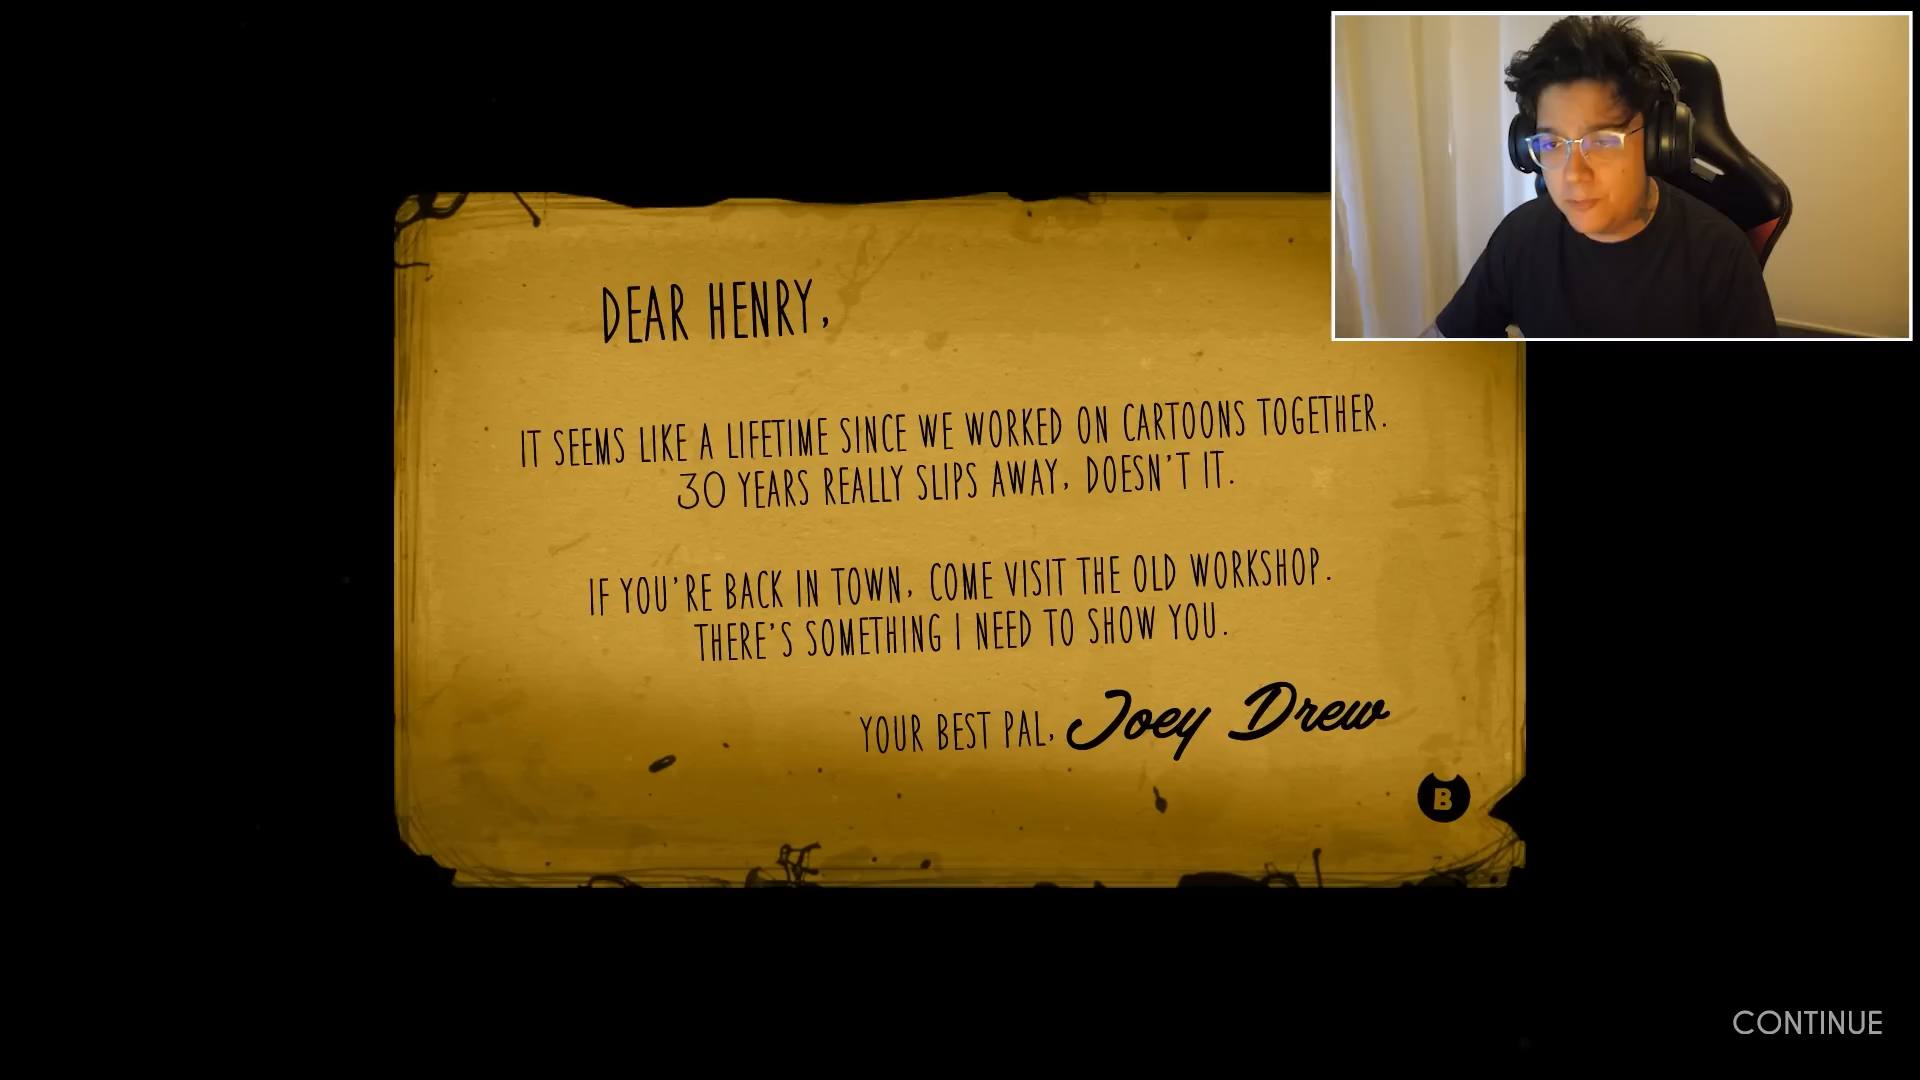 DEAR HENRY,
IT SEEMS LIKE A LIFETIME SINCE WE WORKED ON CARTOONS TOGETHER.
30 YEARS REALLY SLIPS AWAY, DOESN'T IT.
IF YOU'RE BACK IN TOWN, COME VISIT THE OLD WORKSHOP.
THERE'S SOMETHING I NEED TO SHOW YOU.
YOUR BEST PAL, Joey Drew
B
CONTINUE